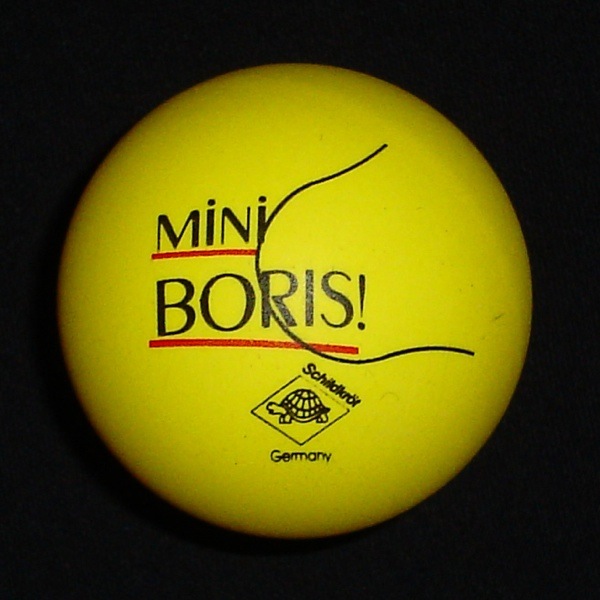 MiNi
BORIS!
Schildkröt
Germany